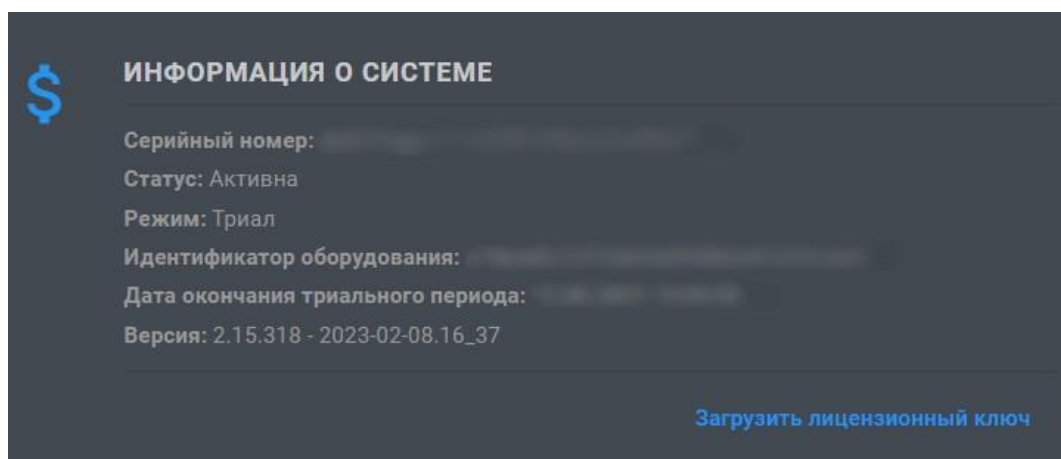 ИНФОРМАЦИЯ О СИСТЕМЕ
Серийный номер:
Статус: Активна
Режим: Триал
Идентификатор оборудования:
Дата окончания триального периода:
Версия: 2.15.318 - 2023-02-08.16_37
Загрузить лицензионный ключ